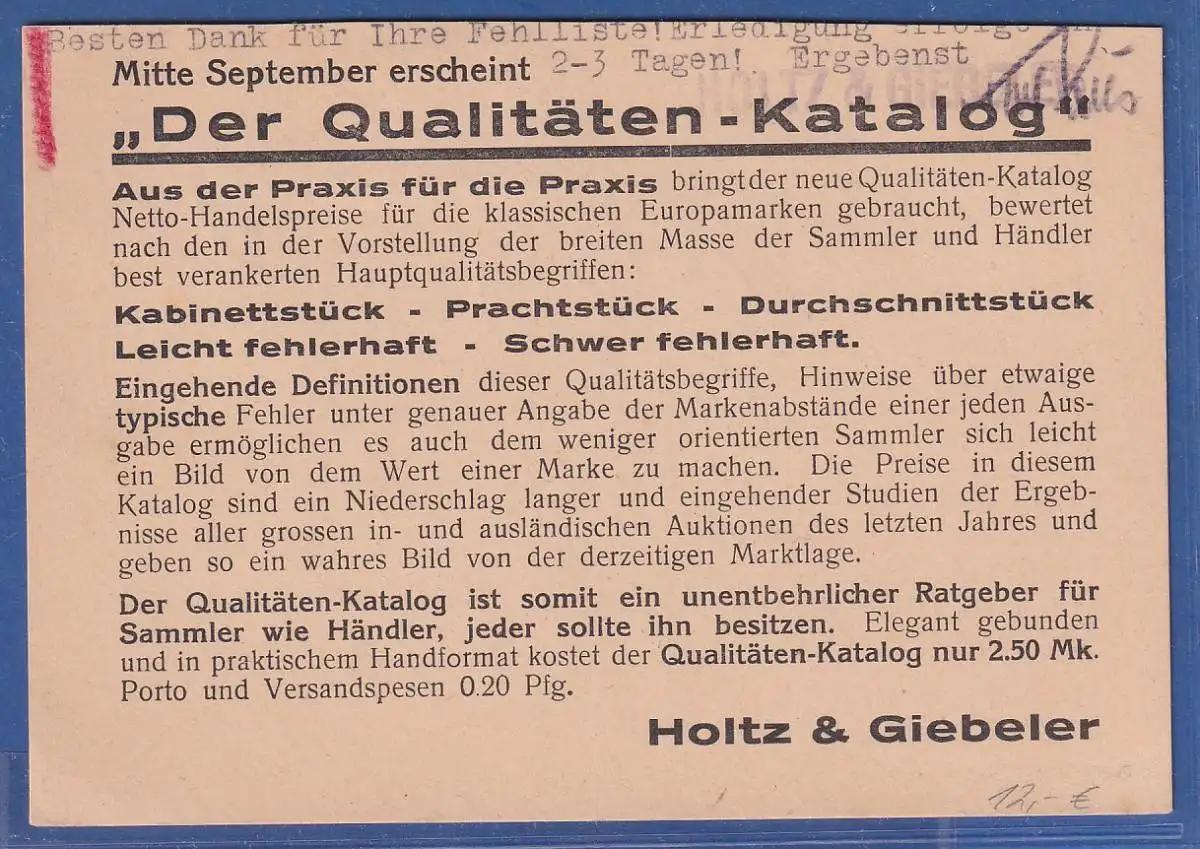 Besten Dank für Ihre Fehlliste!Erledigung erfolgt in
Mitte September erscheint 2-3 Tagen! Ergebenst
HOLTZ & GIEBELER
„Der Qualitäten-Katalog“
Aus der Praxis für die Praxis bringt der neue Qualitäten-Katalog
Netto-Handelspreise für die klassischen Europamarken gebraucht, bewertet
nach den in der Vorstellung der breiten Masse der Sammler und Händler
best verankerten Hauptqualitätsbegriffen:
Kabinettstück - Prachtstück - Durchschnittstück
Leicht fehlerhaft - Schwer fehlerhaft.
Eingehende Definitionen dieser Qualitätsbegriffe, Hinweise über etwaige
typische Fehler unter genauer Angabe der Markenabstände einer jeden Aus-
gabe ermöglichen es auch dem weniger orientierten Sammler sich leicht
ein Bild von dem Wert einer Marke zu machen. Die Preise in diesem
Katalog sind ein Niederschlag langer und eingehender Studien der Ergeb-
nisse aller grossen in- und ausländischen Auktionen des letzten Jahres und
geben so ein wahres Bild von der derzeitigen Marktlage.
Der Qualitäten-Katalog ist somit ein unentbehrlicher Ratgeber für
Sammler wie Händler, jeder sollte ihn besitzen. Elegant gebunden
und in praktischem Handformat kostet der Qualitäten-Katalog nur 2.50 Mk.
Porto und Versandspesen 0.20 Pfg.
Holtz & Giebeler
12,- €